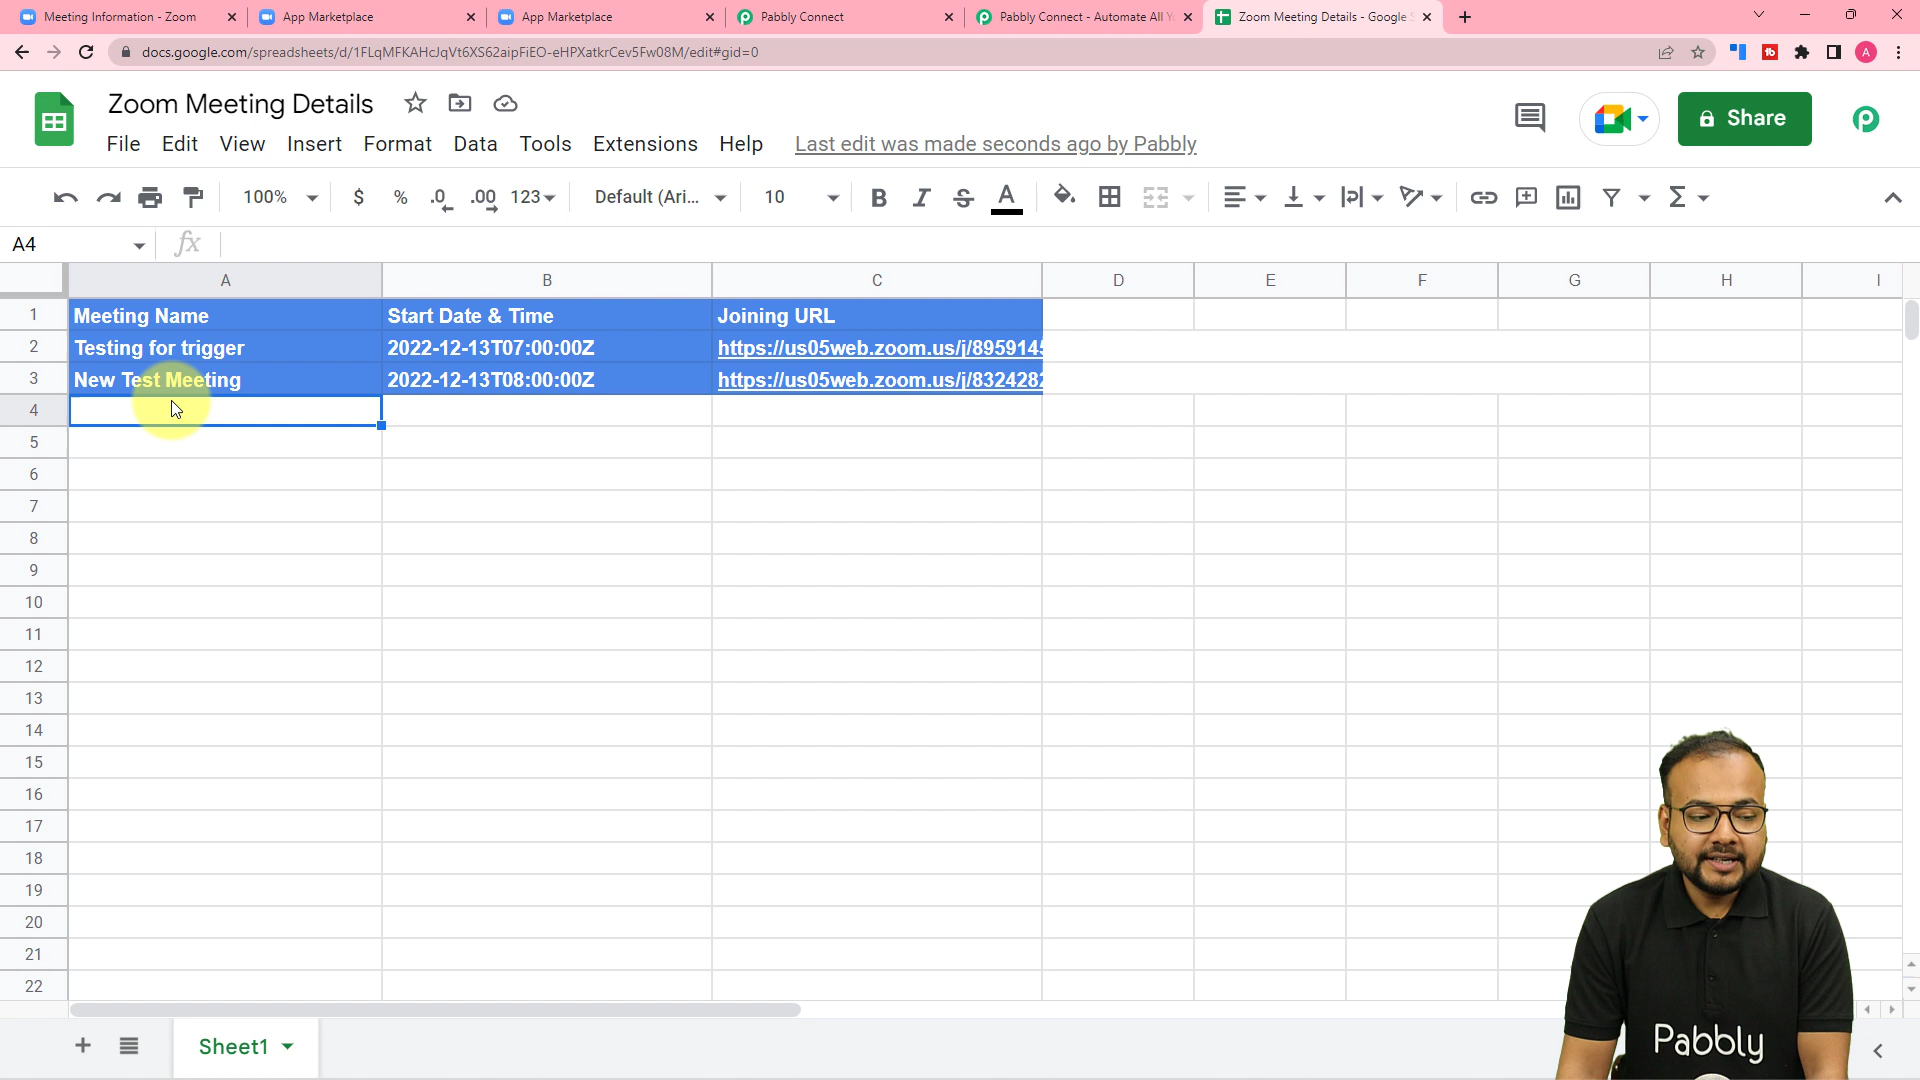 Meeting Information - Zoom
App Marketplace
App Marketplace
Pabbly Connect
Pabbly Connect - Automate All Y
Zoom Meeting Details - Google S
docs.google.com/spreadsheets/d/1FLqMFKAHcJqVt6XS62aipFiEO-eHPXatkrCev5Fw08M/edit#gid=0
A
Zoom Meeting Details
File Edit View Insert Format Data Tools Extensions Help Last edit was made seconds ago by Pabbly
Share
100% $ % .0 .00 123 Default (Ari... 10 B I S A
A4 fx
A B C D E F G H I
1 Meeting Name Start Date & Time Joining URL
2 Testing for trigger 2022-12-13T07:00:00Z https://us05web.zoom.us/j/895914
3 New Test Meeting 2022-12-13T08:00:00Z https://us05web.zoom.us/j/832428
4
5
6
7
8
9
10
11
12
13
14
15
16
17
18
19
20
21
22
Sheet1
Pabbly